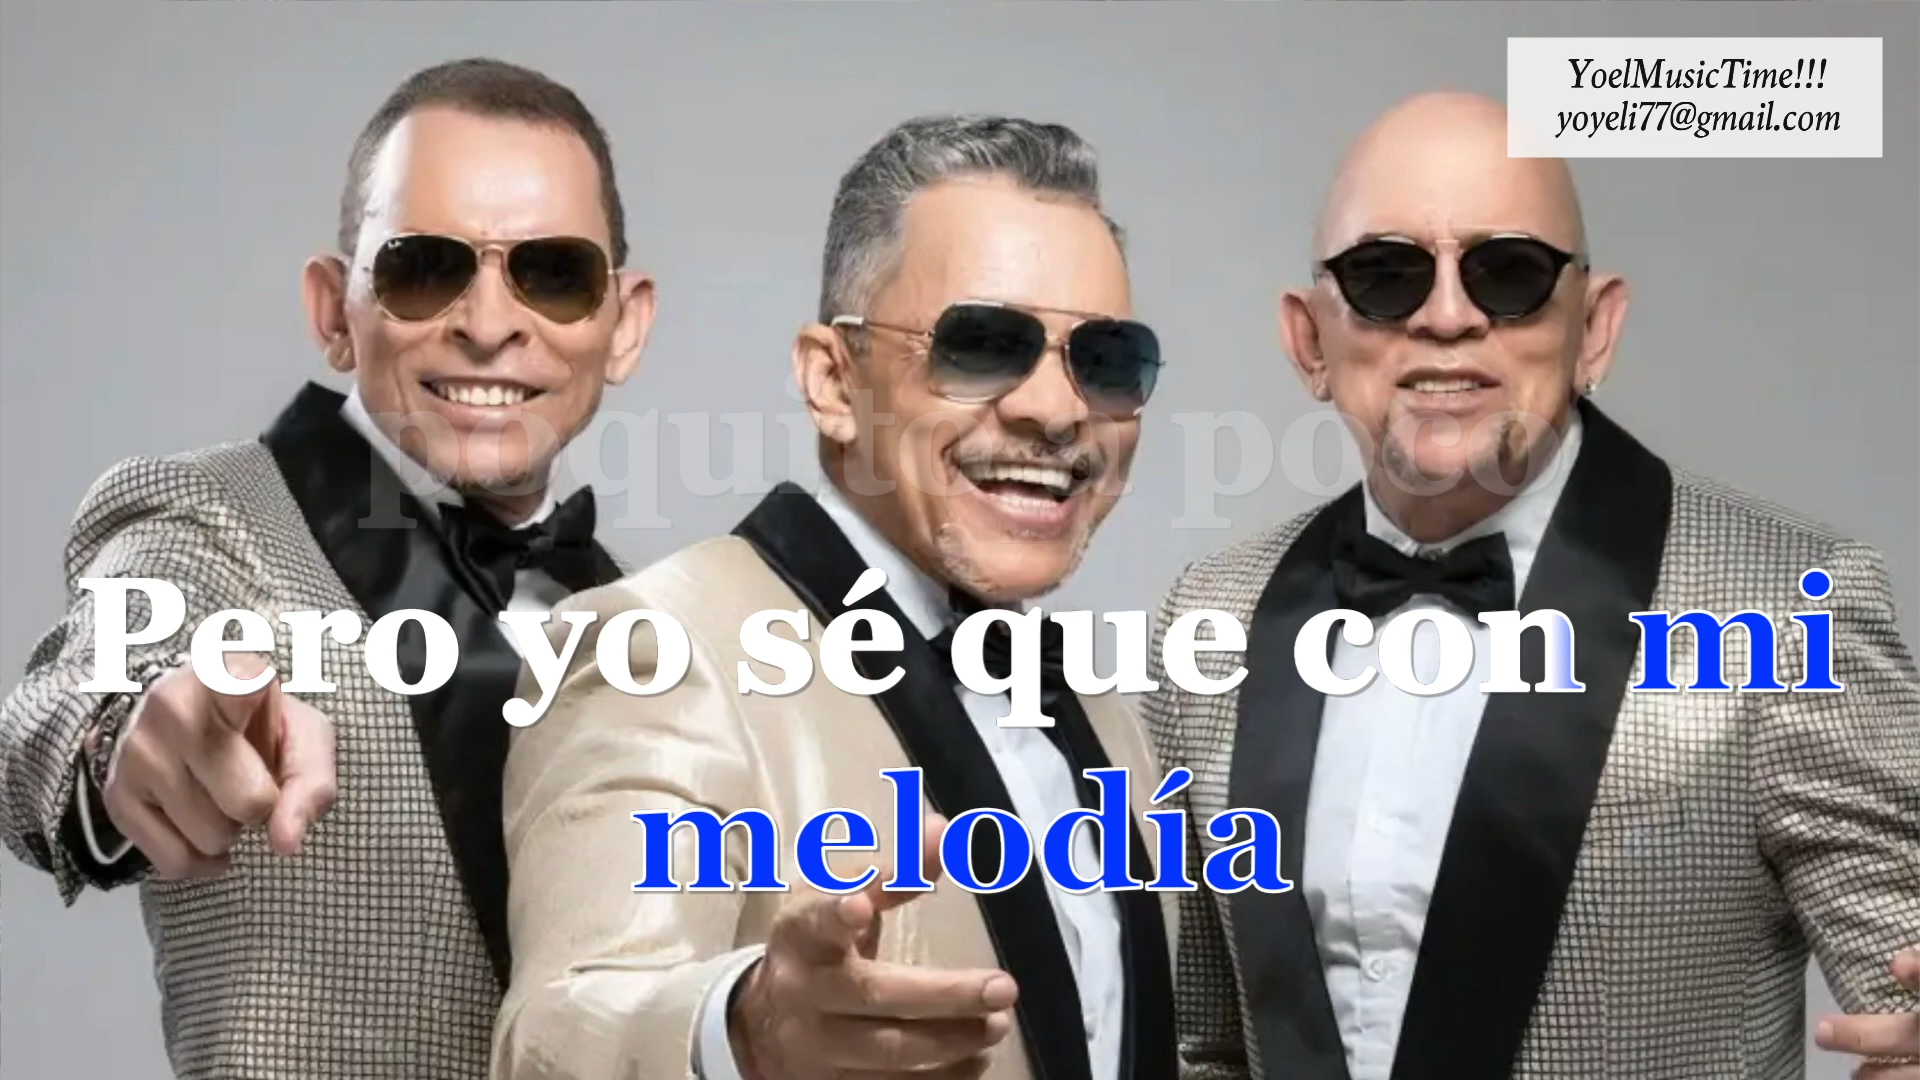 YoelMusicTime!!!
yoyeli77@gmail.com
poquito a poco
Pero yo sé que con mi
melodía